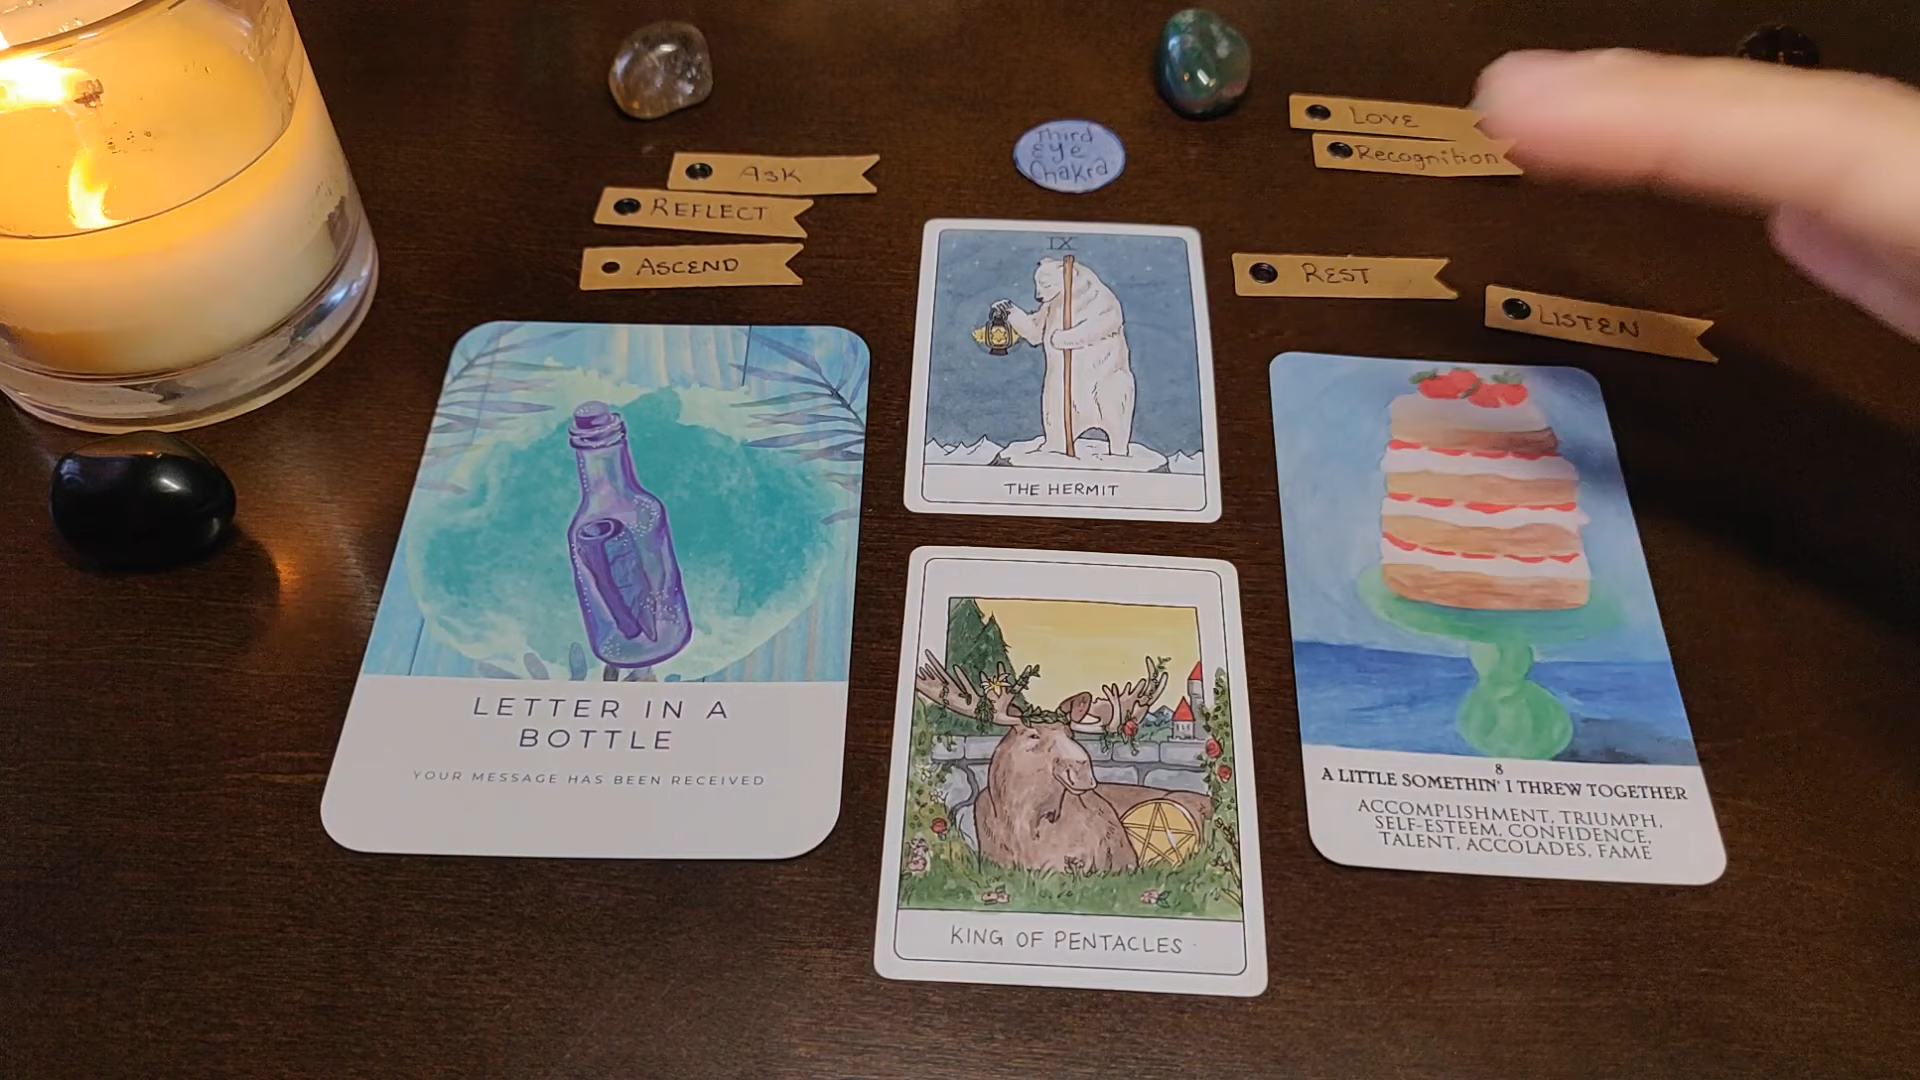 Third
Eye
Chakra
LOVE
Recognition
ASK
REFLECT
ASCEND
REST
LISTEN
IX
THE HERMIT
LETTER IN A
BOTTLE
YOUR MESSAGE HAS BEEN RECEIVED
KING OF PENTACLES
8
A LITTLE SOMETHIN' I THREW TOGETHER
ACCOMPLISHMENT, TRIUMPH,
SELF-ESTEEM, CONFIDENCE,
TALENT, ACCOLADES, FAME